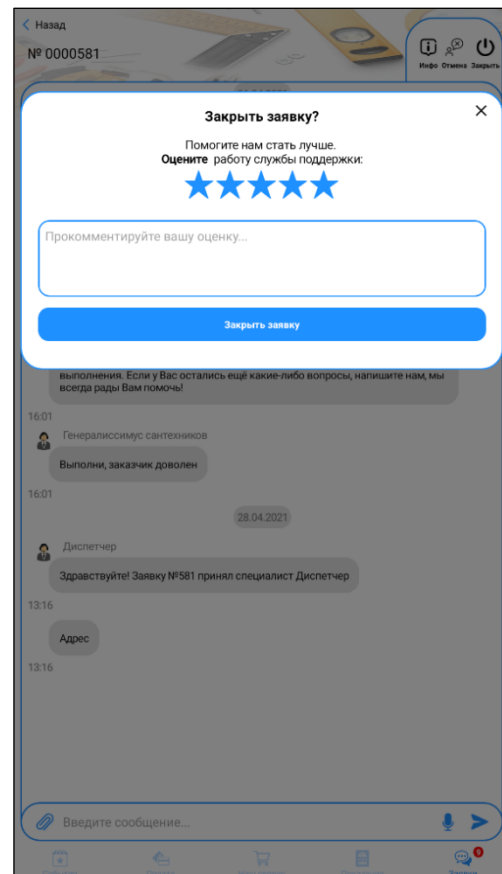 Назад
№ 0000581
Инфо Отмена Закрыть
Закрыть заявку?
Помогите нам стать лучше.
Оцените работу службы поддержки:
Прокомментируйте вашу оценку...
Закрыть заявку
выполнения. Если у Вас остались ещё какие-либо вопросы, напишите нам, мы
всегда рады Вам помочь!
16:01
Генералиссимус сантехников
Выполни, заказчик доволен
16:01
28.04.2021
Диспетчер
Здравствуйте! Заявку №581 принял специалист Диспетчер
13:16
Адрес
13:16
Введите сообщение...
9